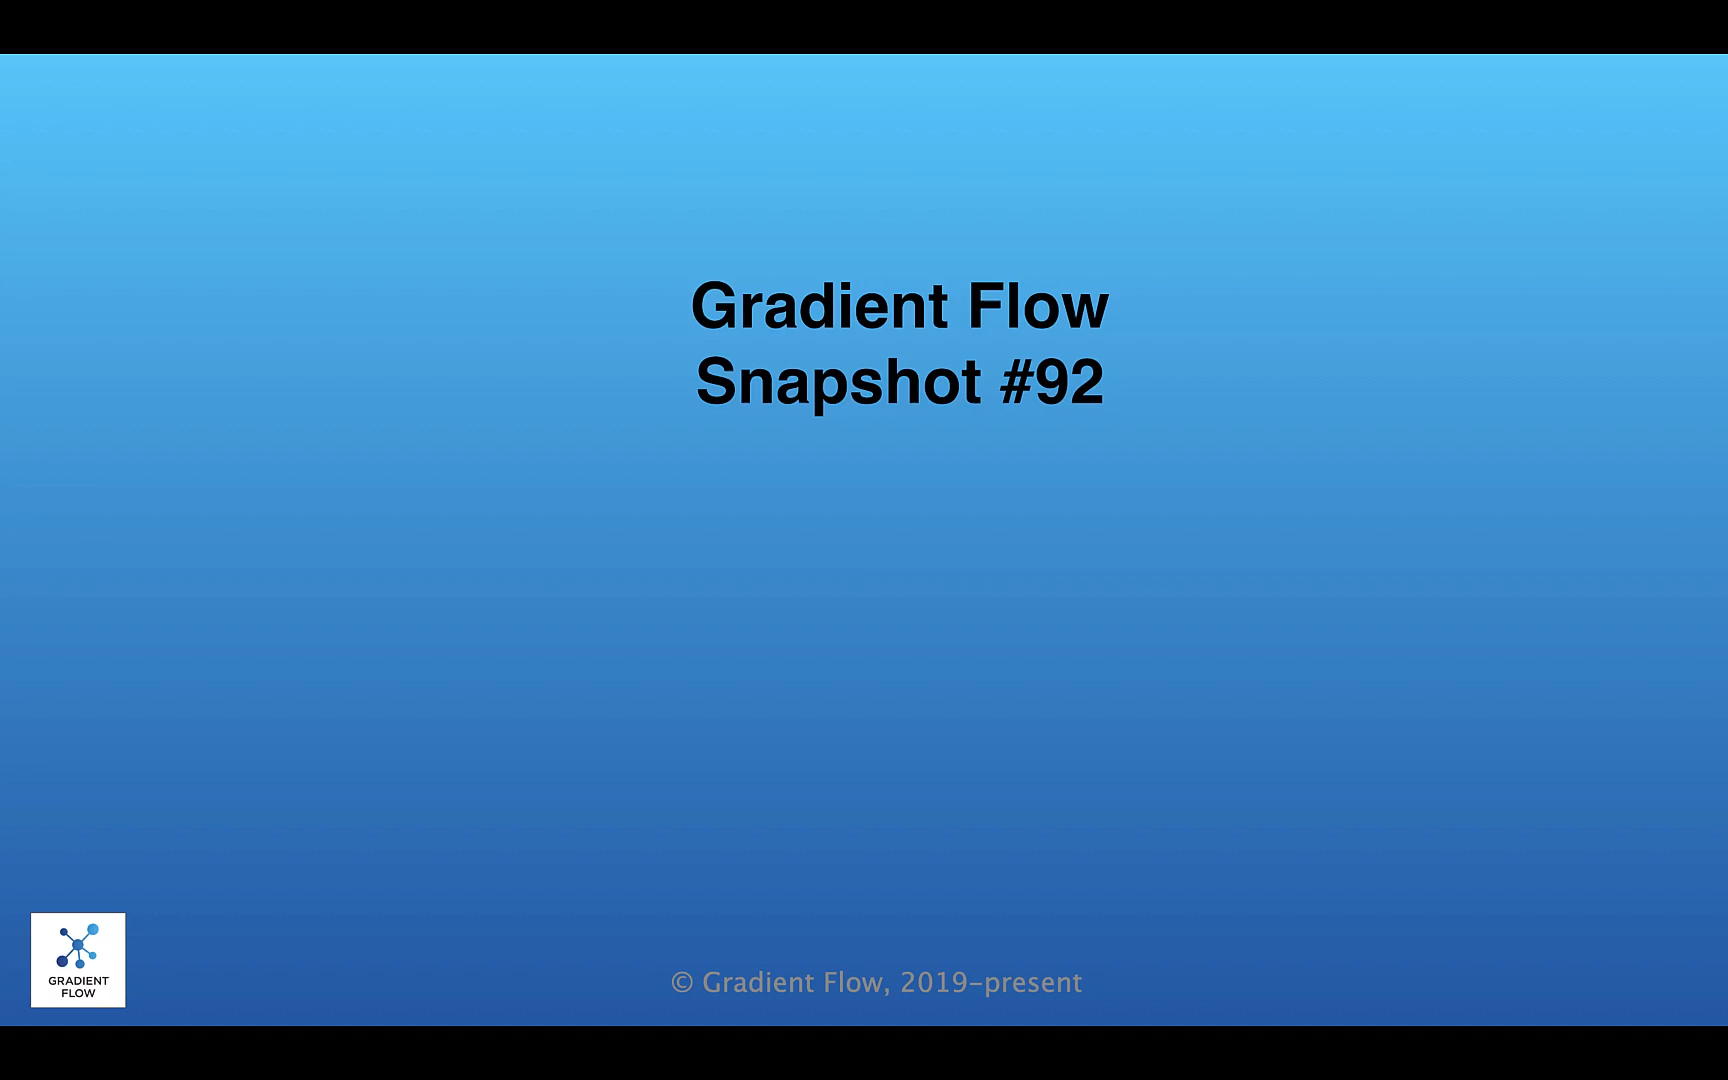 Gradient Flow
Snapshot #92
GRADIENT
FLOW
© Gradient Flow, 2019-present